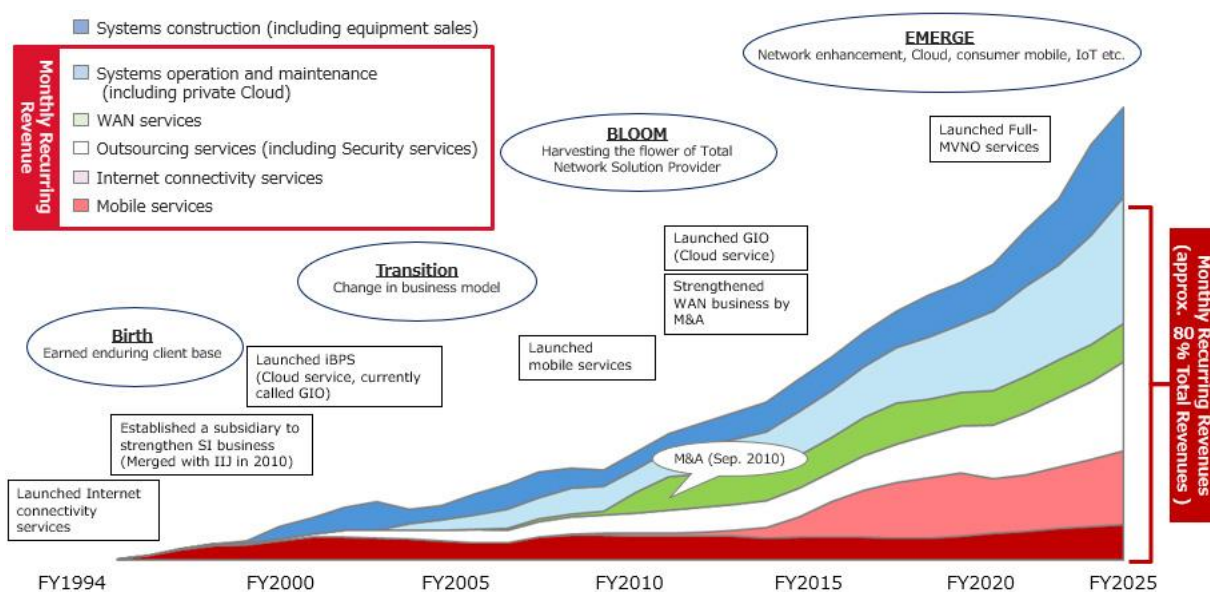 Systems construction (including equipment sales)
Monthly Recurring
Revenue
Systems operation and maintenance
(including private Cloud)
WAN services
Outsourcing services (including Security services)
Internet connectivity services
Mobile services
EMERGE
Network enhancement, Cloud, consumer mobile, IoT etc.
BLOOM
Harvesting the flower of Total
Network Solution Provider
Launched Full-
MVNO services
Transition
Change in business model
Launched GIO
(Cloud service)
Strengthened
WAN business by
M&A
Birth
Earned enduring client base
Launched iBPS
(Cloud service, currently
called GIO)
Launched
mobile services
Established a subsidiary to
strengthen SI business
(Merged with IIJ in 2010)
M&A (Sep. 2010)
Launched Internet
connectivity
services
Monthly Recurring Revenues
(approx. 80% Total Revenues)
FY1994
FY2000
FY2005
FY2010
FY2015
FY2020
FY2025